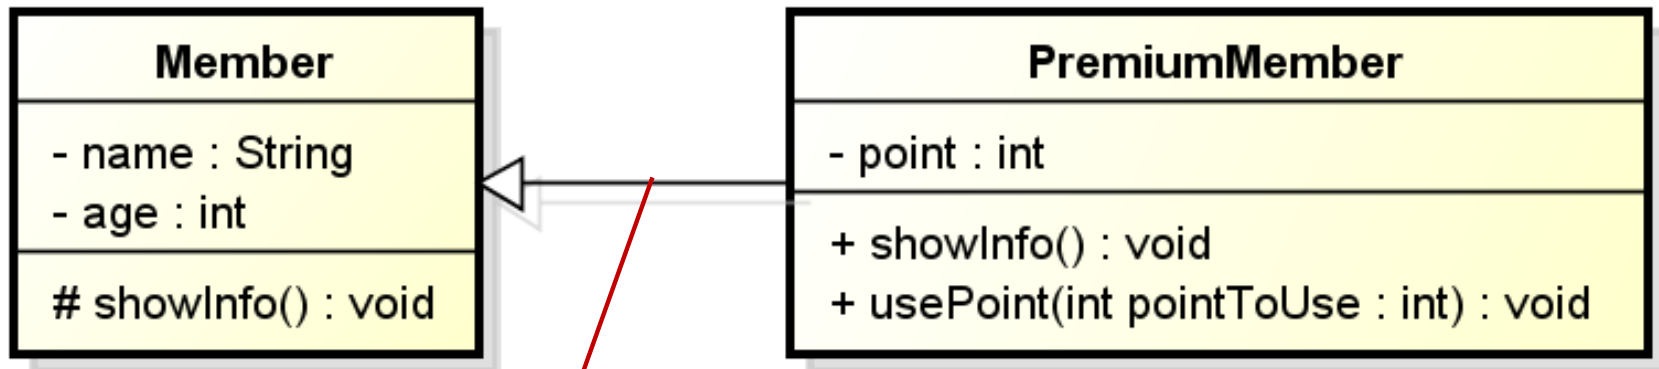 Member
- name : String
- age : int
# showInfo() : void
PremiumMember
- point : int
+ showInfo() : void
+ usePoint(int pointToUse : int) : void